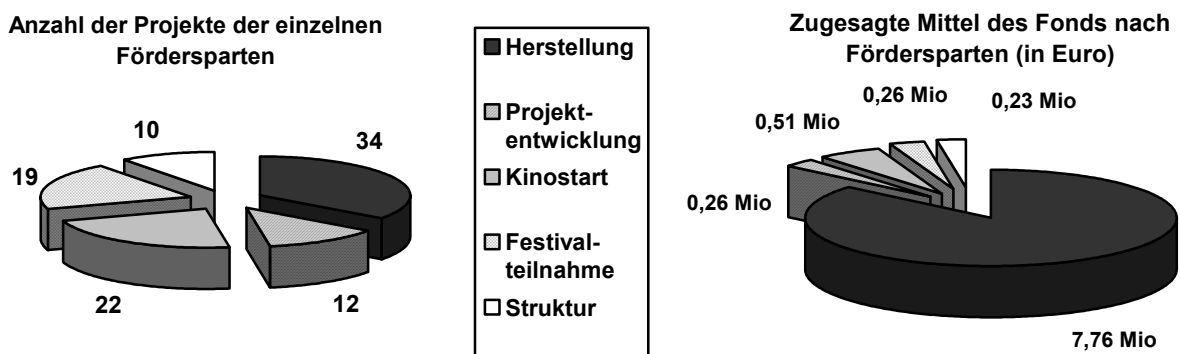 Anzahl der Projekte der einzelnen
Fördersparten
10
34
19
22
12
Herstellung
Projekt-
entwicklung
Kinostart
Festival-
teilnahme
Struktur
Zugesagte Mittel des Fonds nach
Fördersparten (in Euro)
0,26 Mio
0,23 Mio
0,51 Mio
0,26 Mio
7,76 Mio